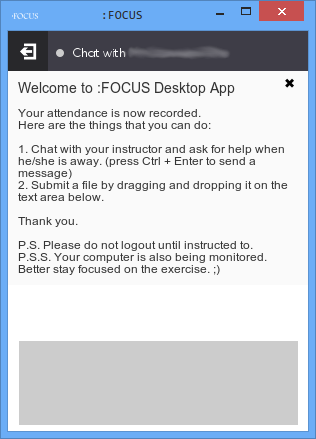 :FOCUS
:FOCUS
Chat with
Welcome to :FOCUS Desktop App
Your attendance is now recorded.
Here are the things that you can do:
1. Chat with your instructor and ask for help when
he/she is away. (press Ctrl + Enter to send a
message)
2. Submit a file by dragging and dropping it on the
text area below.
Thank you.
P.S. Please do not logout until instructed to.
P.S.S. Your computer is also being monitored.
Better stay focused on the exercise. ;)